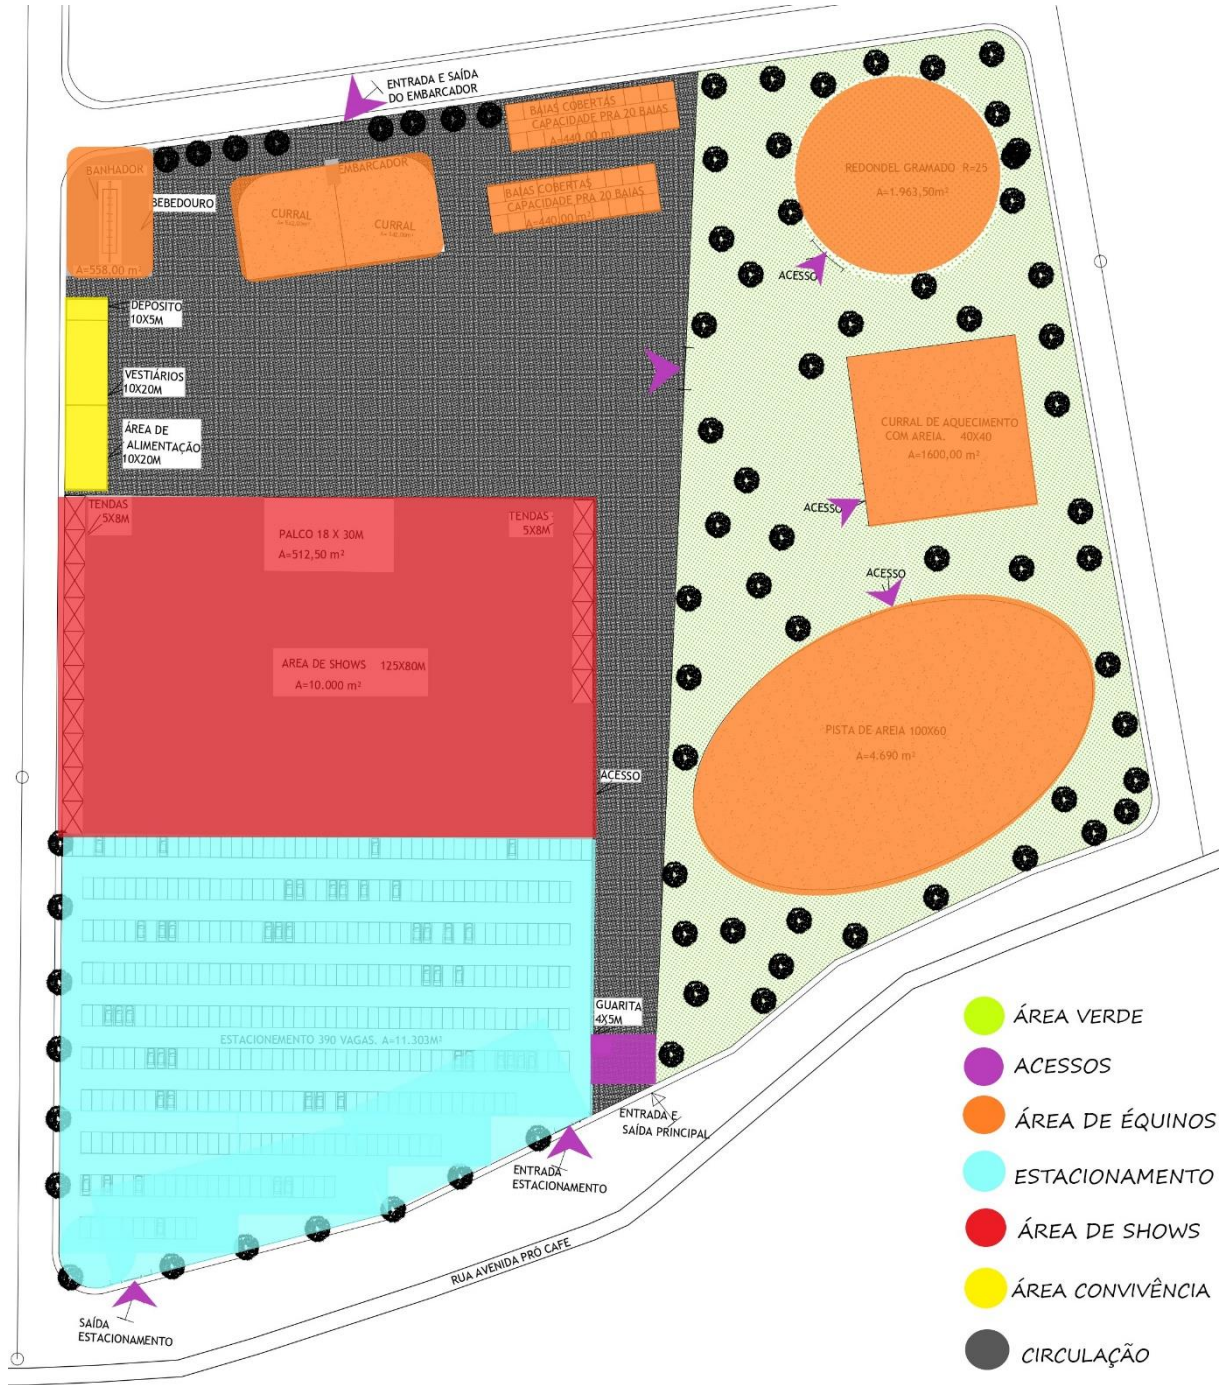 ENTRADA E SAÍDA
DO EMBARCADOR
BAIAS COBERTAS
CAPACIDADE PRA 20 BAIAS
A=440,00 m²
BANHADOR
EMBARCADOR
BEBEDOURO
CURRAL
CURRAL
A=558,00 m²
BAIAS COBERTAS
CAPACIDADE PRA 20 BAIAS
A=440,00 m²
REDONDEL GRAMADO R=25
A=1.963,50m²
ACESSO
DEPOSITO
10X5M
VESTIÁRIOS
10X20M
ÁREA DE
ALIMENTAÇÃO
10X20M
CURRAL DE AQUECIMENTO
COM AREIA. 40X40
A=1600,00 m²
ACESSO
TENDAS
5X8M
PALCO 18 X 30M
A=512,50 m²
TENDAS
5X8M
ACESSO
AREA DE SHOWS 125X80M
A=10.000 m²
PISTA DE AREIA 100X60
A=4.690 m²
ACESSO
GUARITA
4X5M
ESTACIONEMENTO 390 VAGAS. A=11.303M²
ENTRADA E
SAÍDA PRINCIPAL
ENTRADA
ESTACIONAMENTO
RUA AVENIDA PRÓ CAFE
SAÍDA
ESTACIONAMENTO
ÁREA VERDE
ACESSOS
ÁREA DE ÉQUINOS
ESTACIONAMENTO
ÁREA DE SHOWS
ÁREA CONVIVÊNCIA
CIRCULAÇÃO